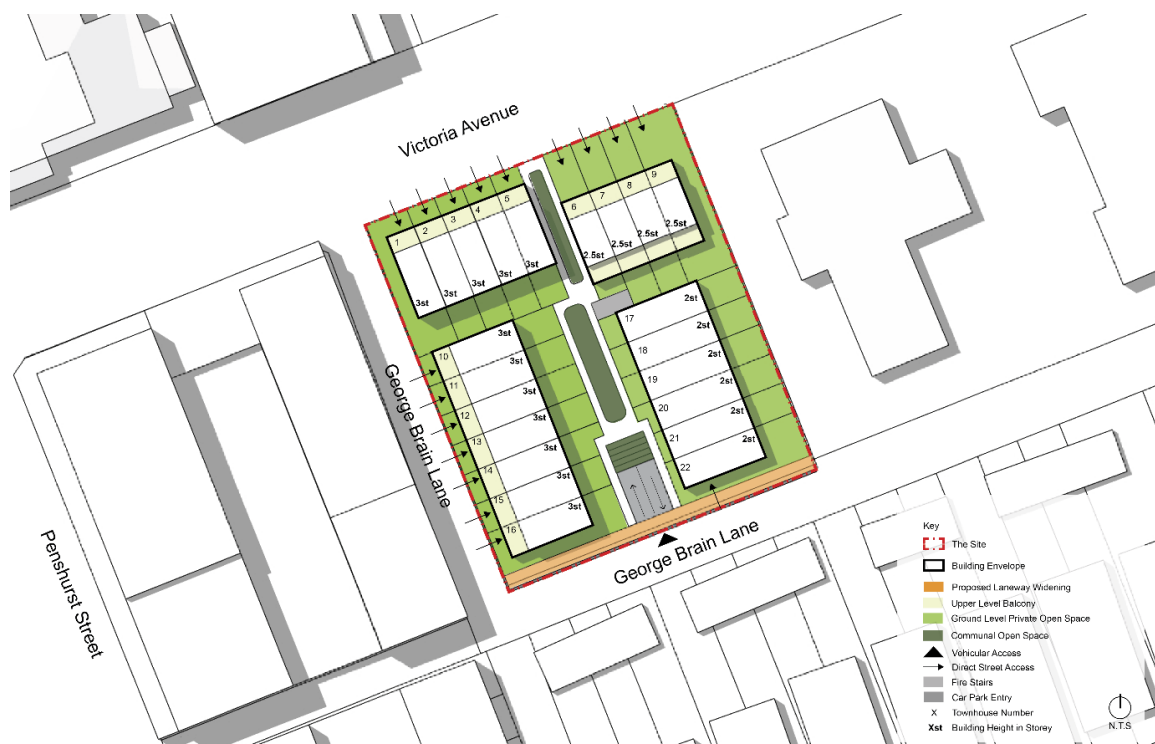 Victoria Avenue
1
2
3
4
5
6
7
8
9
3st
3st
3st
3st
3st
2.5st
2.5st
2.5st
2.5st
10
11
12
13
14
15
16
3st
3st
3st
3st
3st
3st
3st
17
18
19
20
21
22
2st
2st
2st
2st
2st
2st
George Brain Lane
George Brain Lane
Penshurst Street
Key
The Site
Building Envelope
Proposed Laneway Widening
Upper Level Balcony
Ground Level Private Open Space
Communal Open Space
Vehicular Access
Direct Street Access
Fire Stairs
Car Park Entry
X Townhouse Number
Xst Building Height in Storey
N.T.S